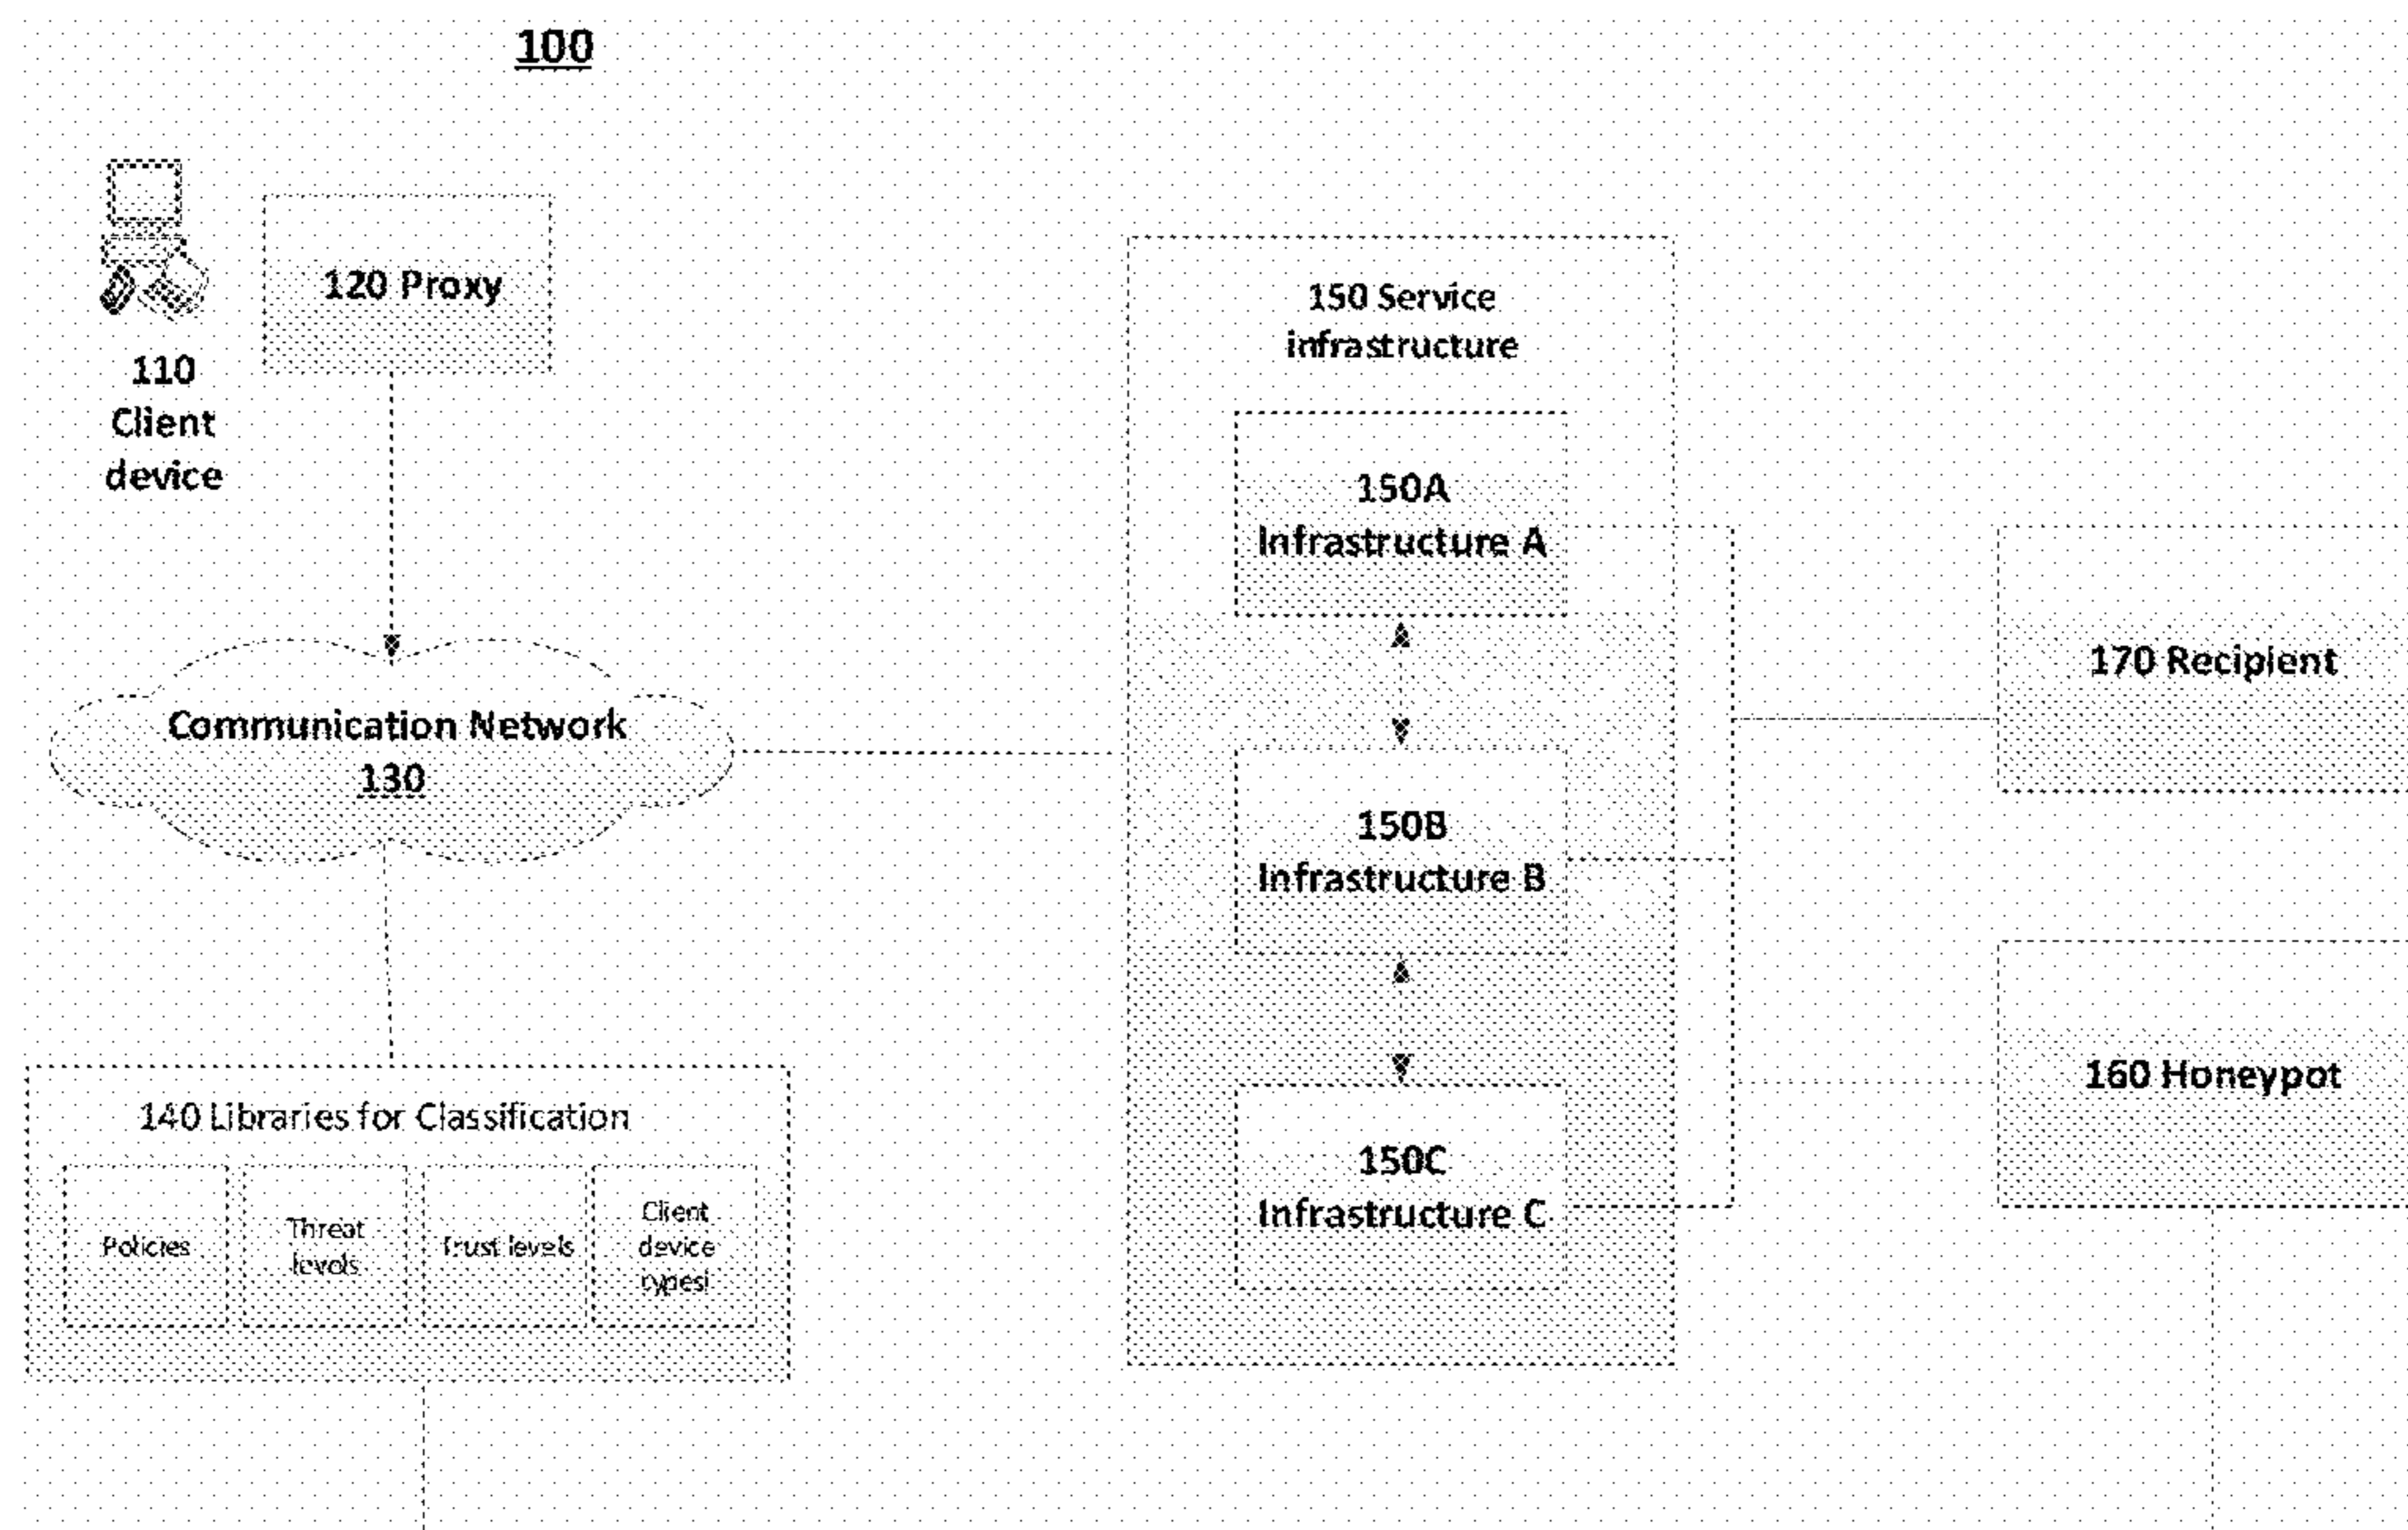 100
120 Proxy
110
Client
device
Communication Network
130
140 Libraries for Classification
Policies
Threat
levels
Trust levels
Client
device
types
150 Service
infrastructure
150A
Infrastructure A
150B
Infrastructure B
150C
Infrastructure C
170 Recipient
160 Honeypot